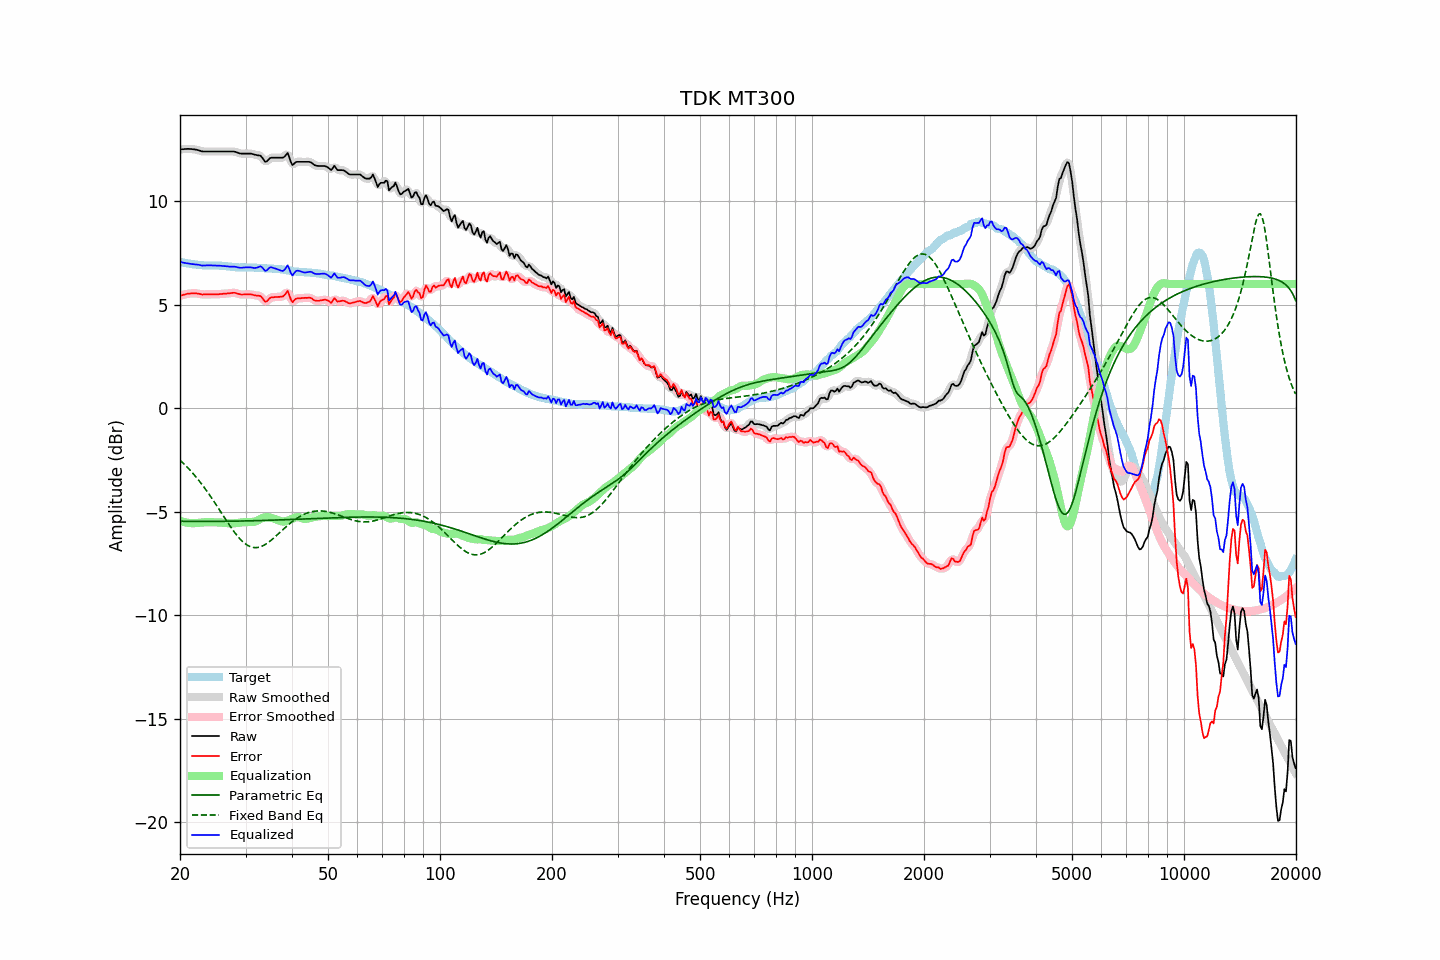 TDK MT300
Amplitude (dBr)
10
5
0
−5
−10
−15
−20
Target
Raw Smoothed
Error Smoothed
Raw
Error
Equalization
Parametric Eq
Fixed Band Eq
Equalized
20 50 100 200 500 1000 2000 5000 10000 20000
Frequency (Hz)